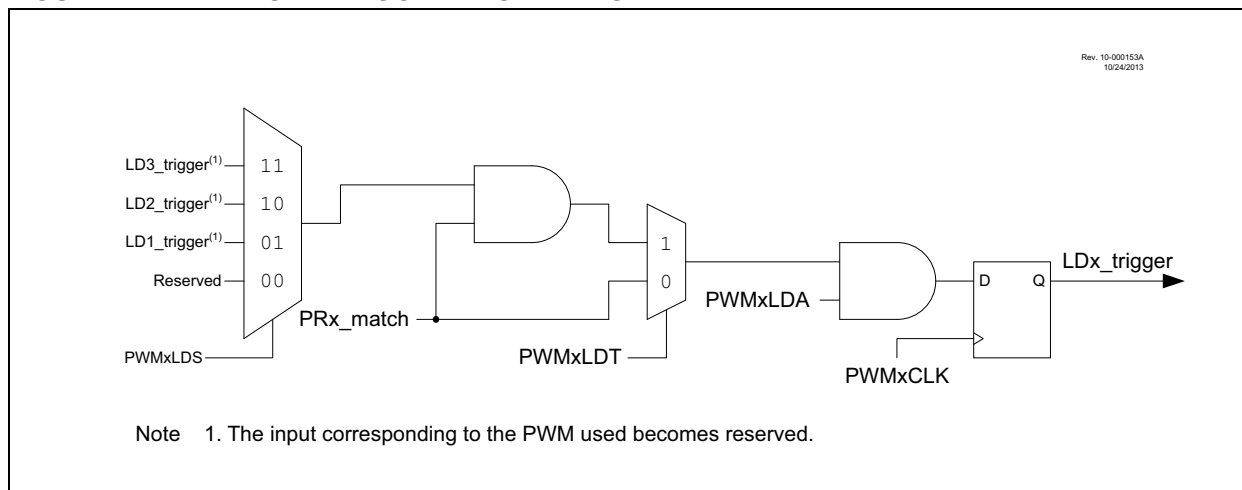 Rev. 10-000153A
10/24/2013
LD3_trigger(1)
11
LD2_trigger(1)
10
LD1_trigger(1)
01
Reserved
00
PWMxLDS
PRx_match
1
0
PWMxLDT
PWMxLDA
D
Q
PWMxCLK
LDx_trigger
Note 1. The input corresponding to the PWM used becomes reserved.